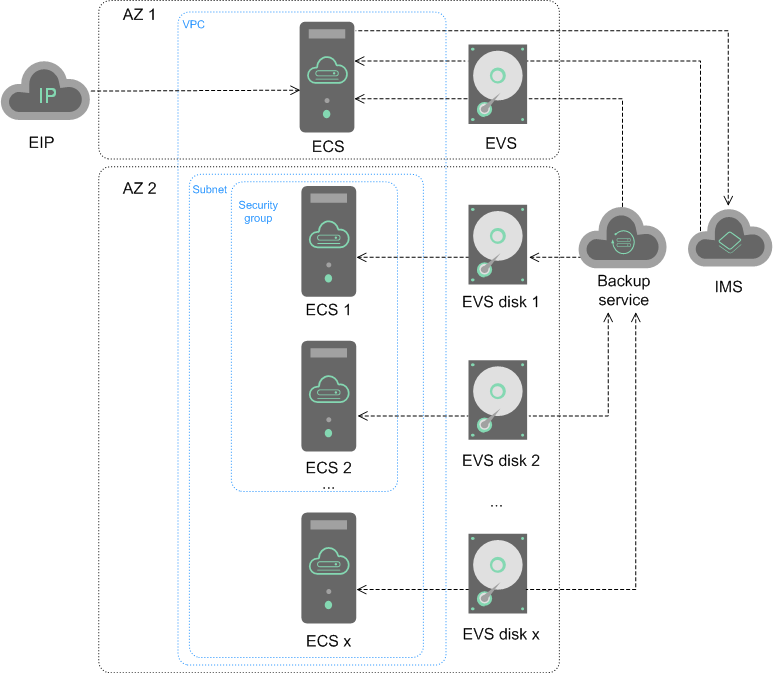 AZ 1
VPC
IP
EIP
ECS
EVS
AZ 2
Subnet
Security
group
ECS 1
EVS disk 1
Backup
service
IMS
ECS 2
...
EVS disk 2
...
ECS x
EVS disk x